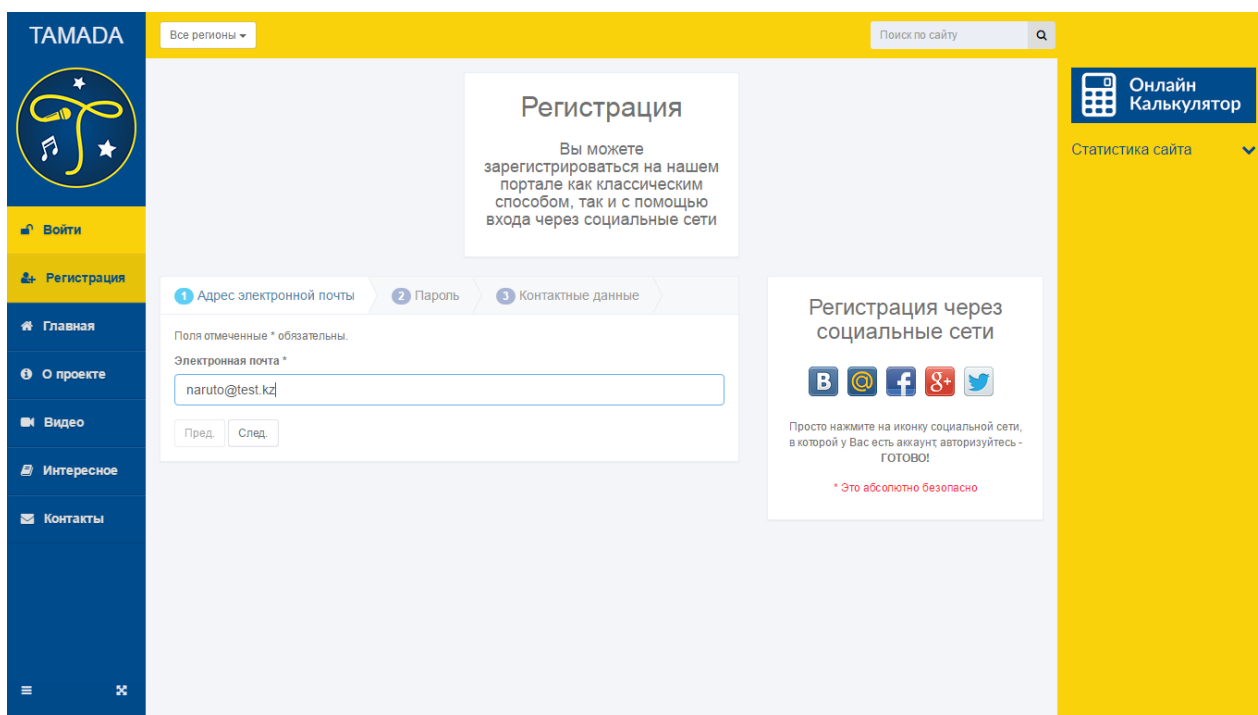 TAMADA
Все регионы
Поиск по сайту
Войти
Регистрация
Главная
О проекте
Видео
Интересное
Контакты
Регистрация
Вы можете
зарегистрироваться на нашем
портале как классическим
способом, так и с помощью
входа через социальные сети
1 Адрес электронной почты
2 Пароль
3 Контактные данные
Поля отмеченные * обязательны.
Электронная почта *
naruto@test.kz
Пред.
След.
Регистрация через
социальные сети
В @ f g+
Просто нажмите на иконку социальной сети,
в которой у Вас есть аккаунт, авторизуйтесь -
ГОТОВО!
* Это абсолютно безопасно
Онлайн
Калькулятор
Статистика сайта